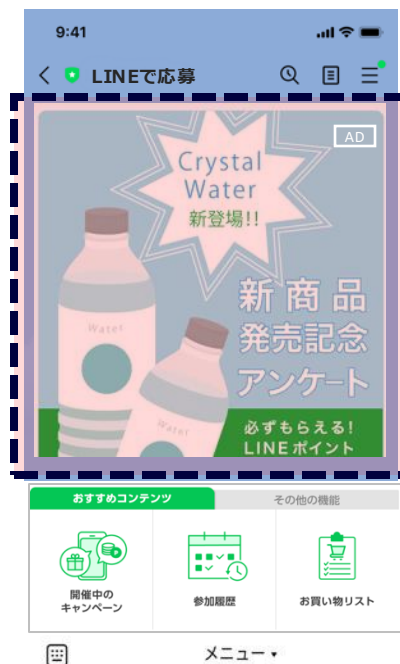 9:41
LINEで応募
AD
Crystal
Water
新登場!!
新商品
発売記念
アンケート
Water
Water
必ずもらえる!
LINEポイント
おすすめコンテンツ
その他の機能
開催中の
キャンペーン
参加履歴
お買い物リスト
メニュー